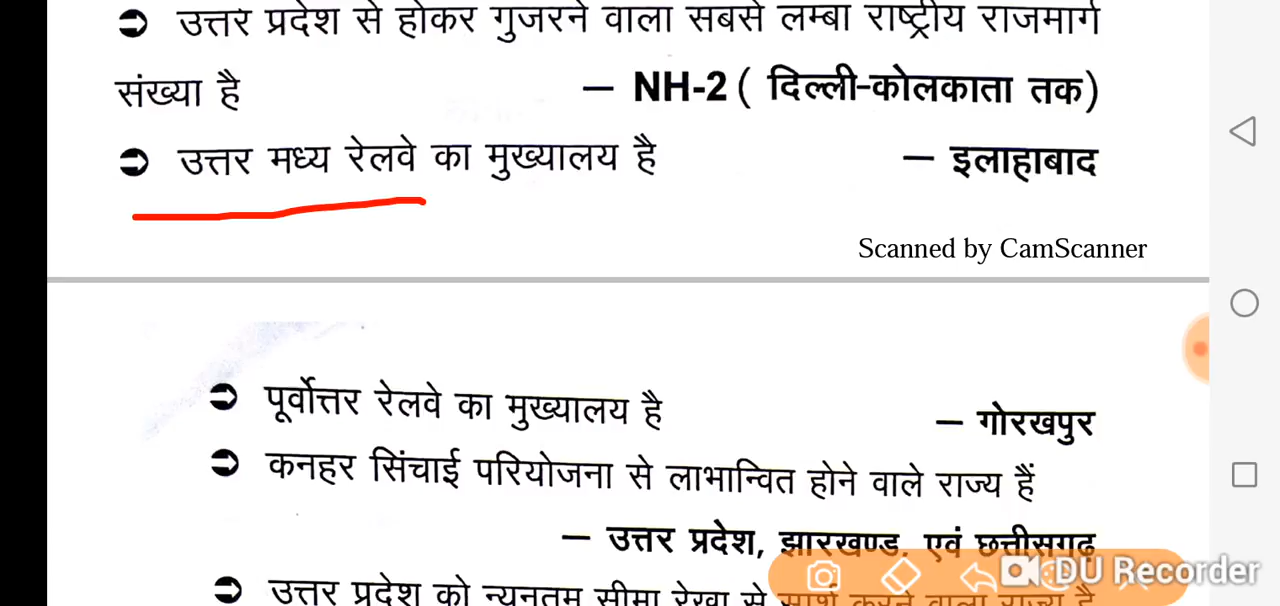 ➲ उत्तर प्रदेश से होकर गुजरने वाला सबसे लम्बा राष्ट्रीय राजमार्ग
संख्या है — NH-2 ( दिल्ली-कोलकाता तक)
➲ उत्तर मध्य रेलवे का मुख्यालय है — इलाहाबाद
Scanned by CamScanner
➲ पूर्वोत्तर रेलवे का मुख्यालय है — गोरखपुर
➲ कनहर सिंचाई परियोजना से लाभान्वित होने वाले राज्य हैं
— उत्तर प्रदेश, झारखण्ड, एवं छत्तीसगढ़
➲ उत्तर प्रदेश को न्यूनतम सीमा रेखा से स्पर्श करने वाला राज्य है
DU Recorder